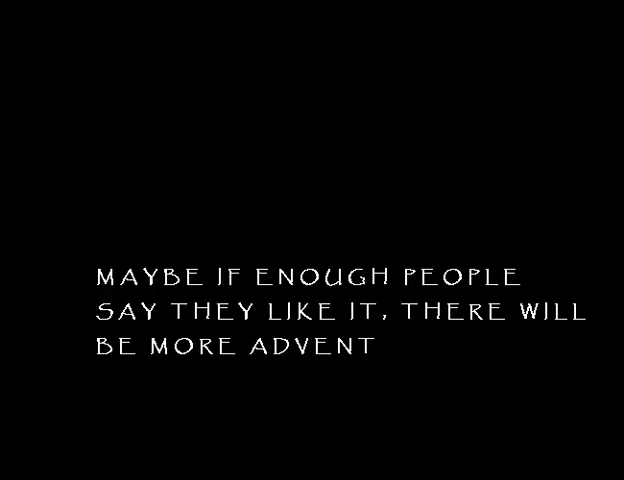 MAYBE IF ENOUGH PEOPLE
SAY THEY LIKE IT, THERE WILL
BE MORE ADVENT